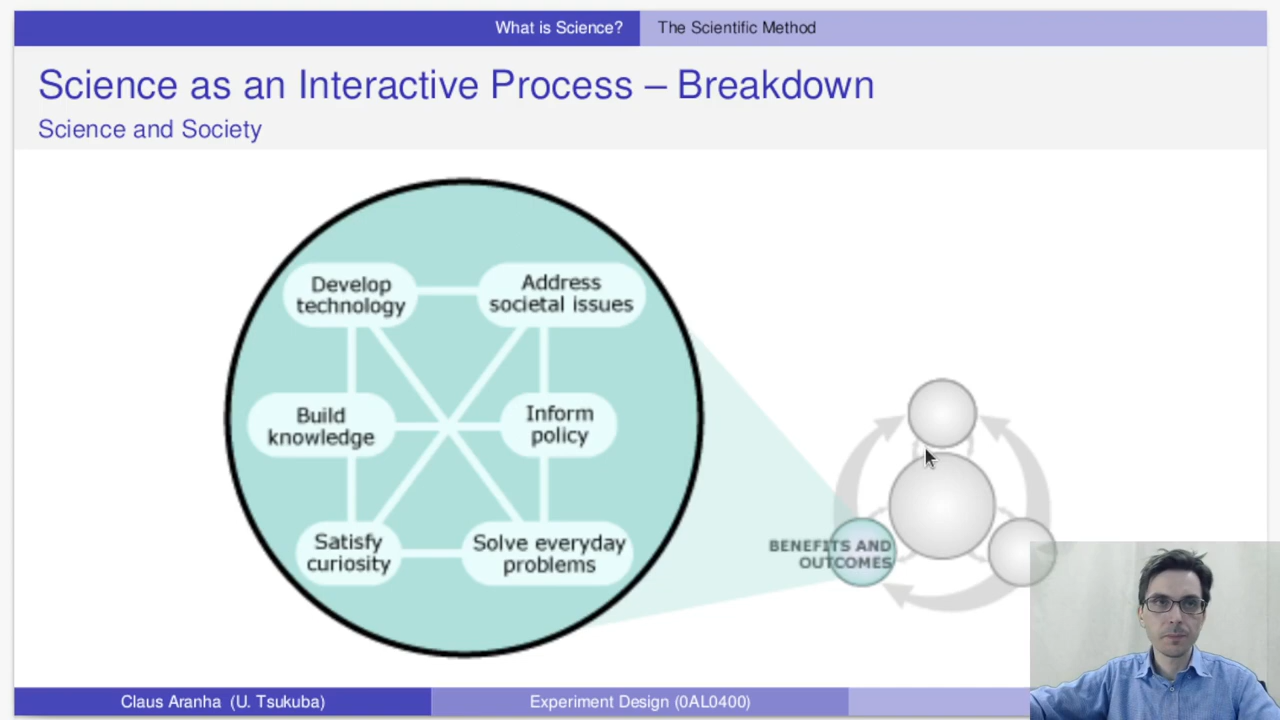 What is Science?
The Scientific Method
Science as an Interactive Process – Breakdown
Science and Society
Develop
technology
Address
societal issues
Build
knowledge
Inform
policy
Satisfy
curiosity
Solve everyday
problems
BENEFITS AND
OUTCOMES
Claus Aranha (U. Tsukuba)
Experiment Design (0AL0400)